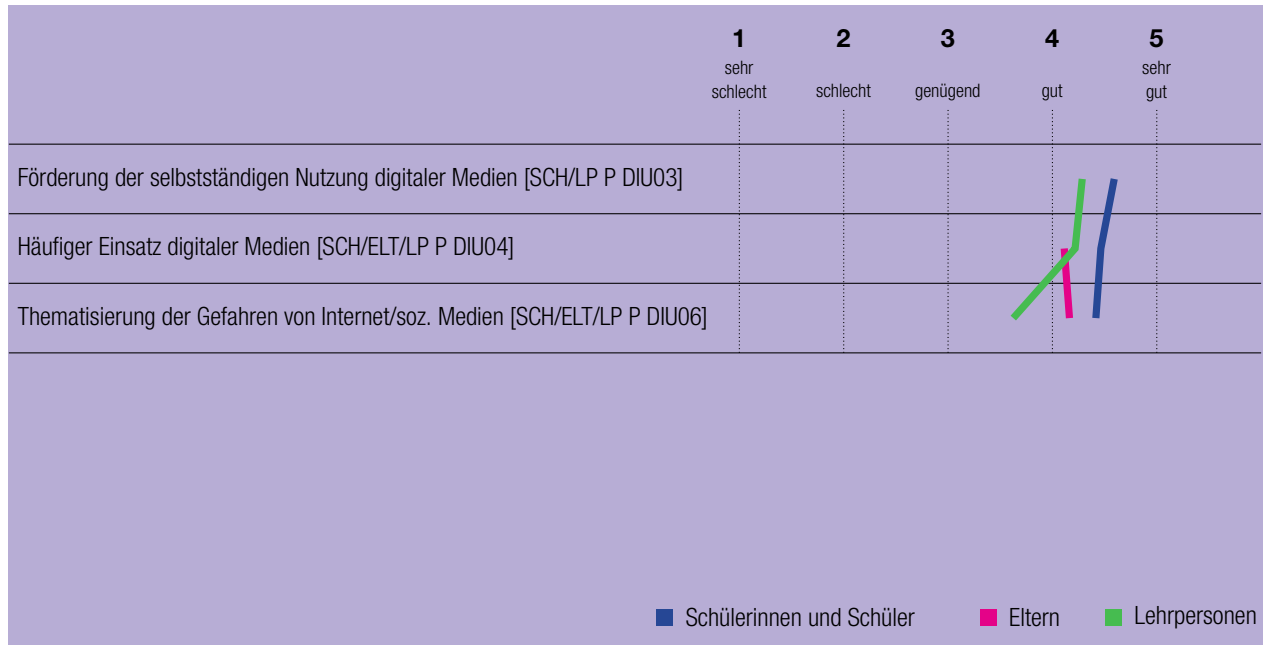 1 2 3 4 5
sehr schlecht schlecht genügend gut sehr gut
Förderung der selbstständigen Nutzung digitaler Medien [SCH/LP P DIU03]
Häufiger Einsatz digitaler Medien [SCH/ELT/LP P DIU04]
Thematisierung der Gefahren von Internet/soz. Medien [SCH/ELT/LP P DIU06]
Schülerinnen und Schüler Eltern Lehrpersonen